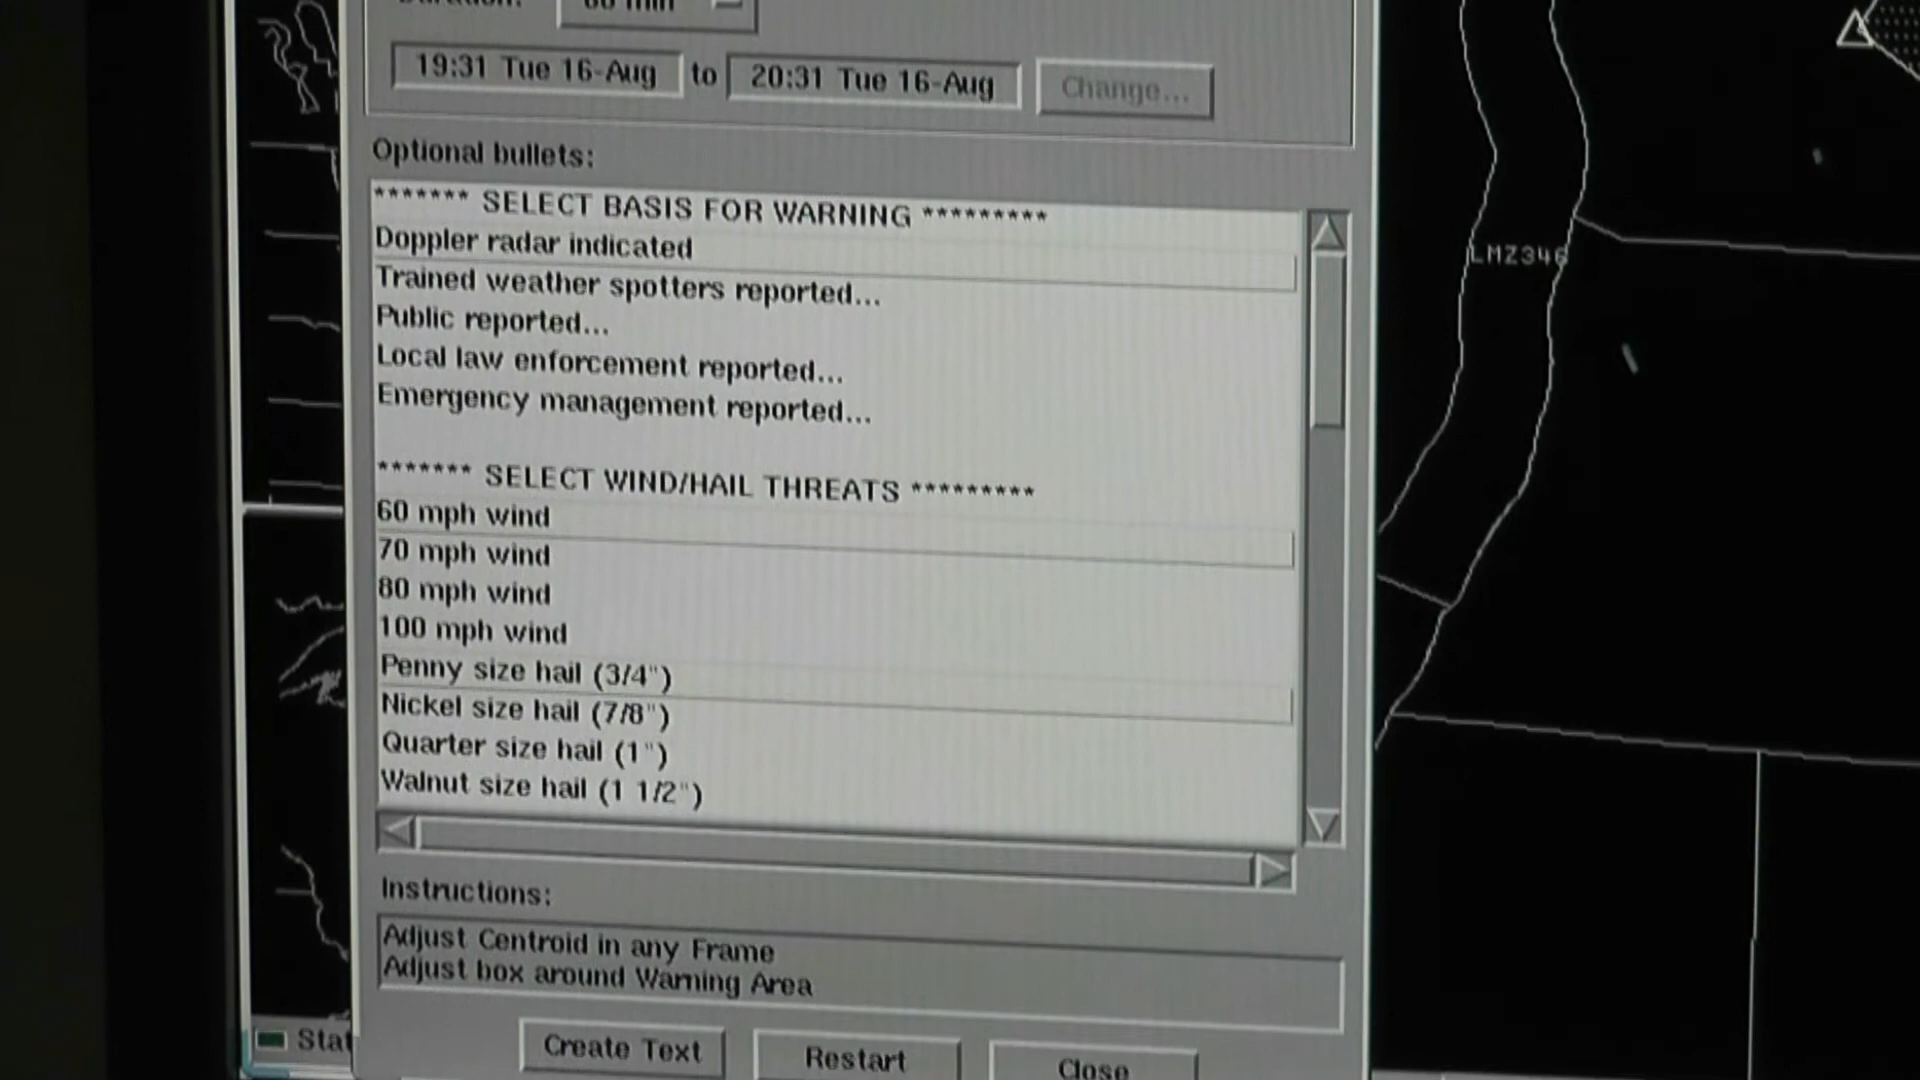 19:31 Tue 16-Aug to 20:31 Tue 16-Aug Change...
Optional bullets:
******* SELECT BASIS FOR WARNING *********
Doppler radar indicated
Trained weather spotters reported...
Public reported...
Local law enforcement reported...
Emergency management reported...
******* SELECT WIND/HAIL THREATS *********
60 mph wind
70 mph wind
80 mph wind
100 mph wind
Penny size hail (3/4")
Nickel size hail (7/8")
Quarter size hail (1")
Walnut size hail (1 1/2")
Instructions:
Adjust Centroid in any Frame
Adjust box around Warning Area
Create Text Restart Close
LMZ346
Stat